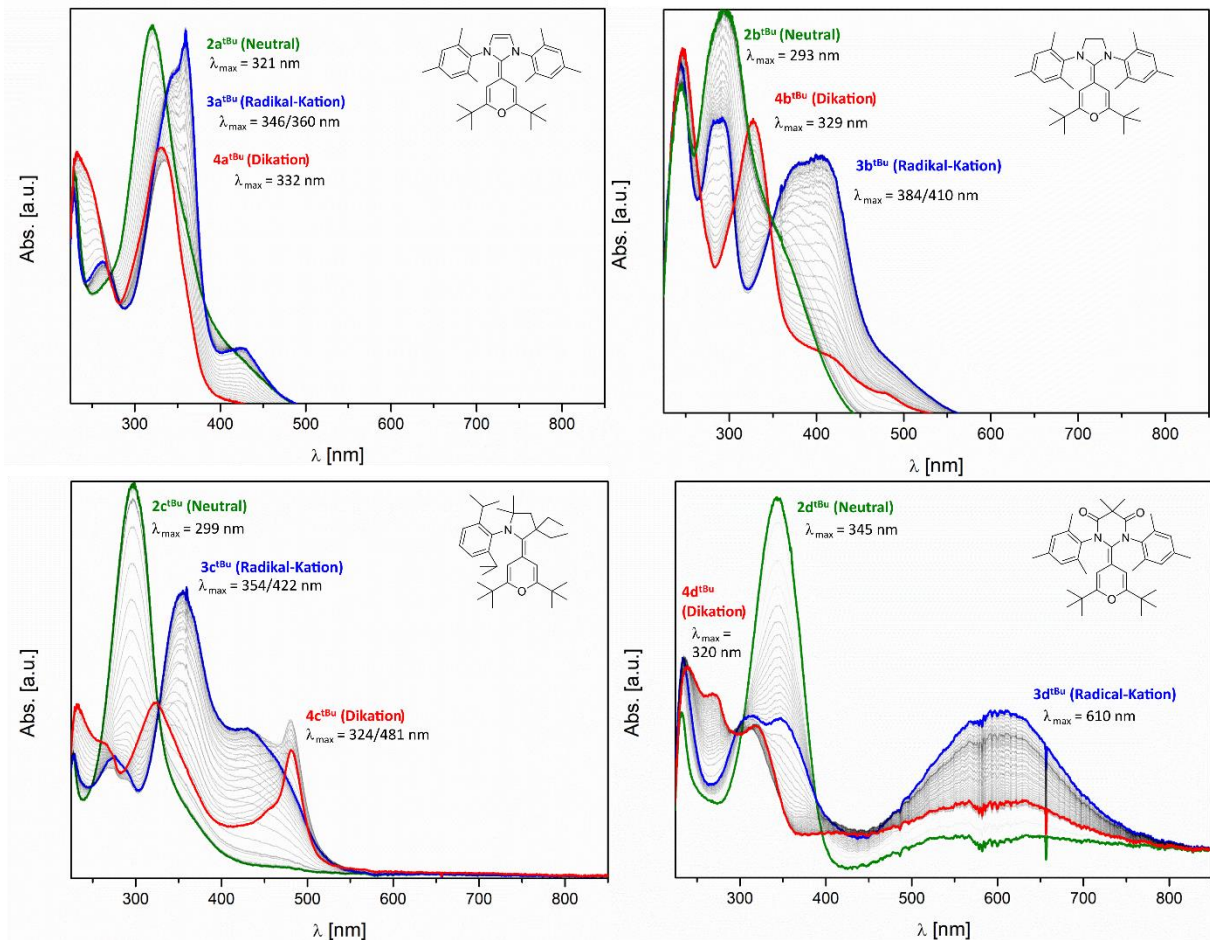 2a^tBu (Neutral)
λmax = 321 nm
3a^tBu (Radikal-Kation)
λmax = 346/360 nm
4a^tBu (Dikation)
λmax = 332 nm
N N
O
Abs. [a.u.]
300 400 500 600 700 800
λ [nm]
2b^tBu (Neutral)
λmax = 293 nm
4b^tBu (Dikation)
λmax = 329 nm
3b^tBu (Radikal-Kation)
λmax = 384/410 nm
N N
O
Abs. [a.u.]
300 400 500 600 700 800
λ [nm]
2c^tBu (Neutral)
λmax = 299 nm
3c^tBu (Radikal-Kation)
λmax = 354/422 nm
4c^tBu (Dikation)
λmax = 324/481 nm
N
O
Abs. [a.u.]
300 400 500 600 700 800
λ [nm]
2d^tBu (Neutral)
λmax = 345 nm
4d^tBu
(Dikation)
λmax =
320 nm
3d^tBu (Radical-Kation)
λmax = 610 nm
O O
N N
O
Abs. [a.u.]
300 400 500 600 700 800
λ [nm]